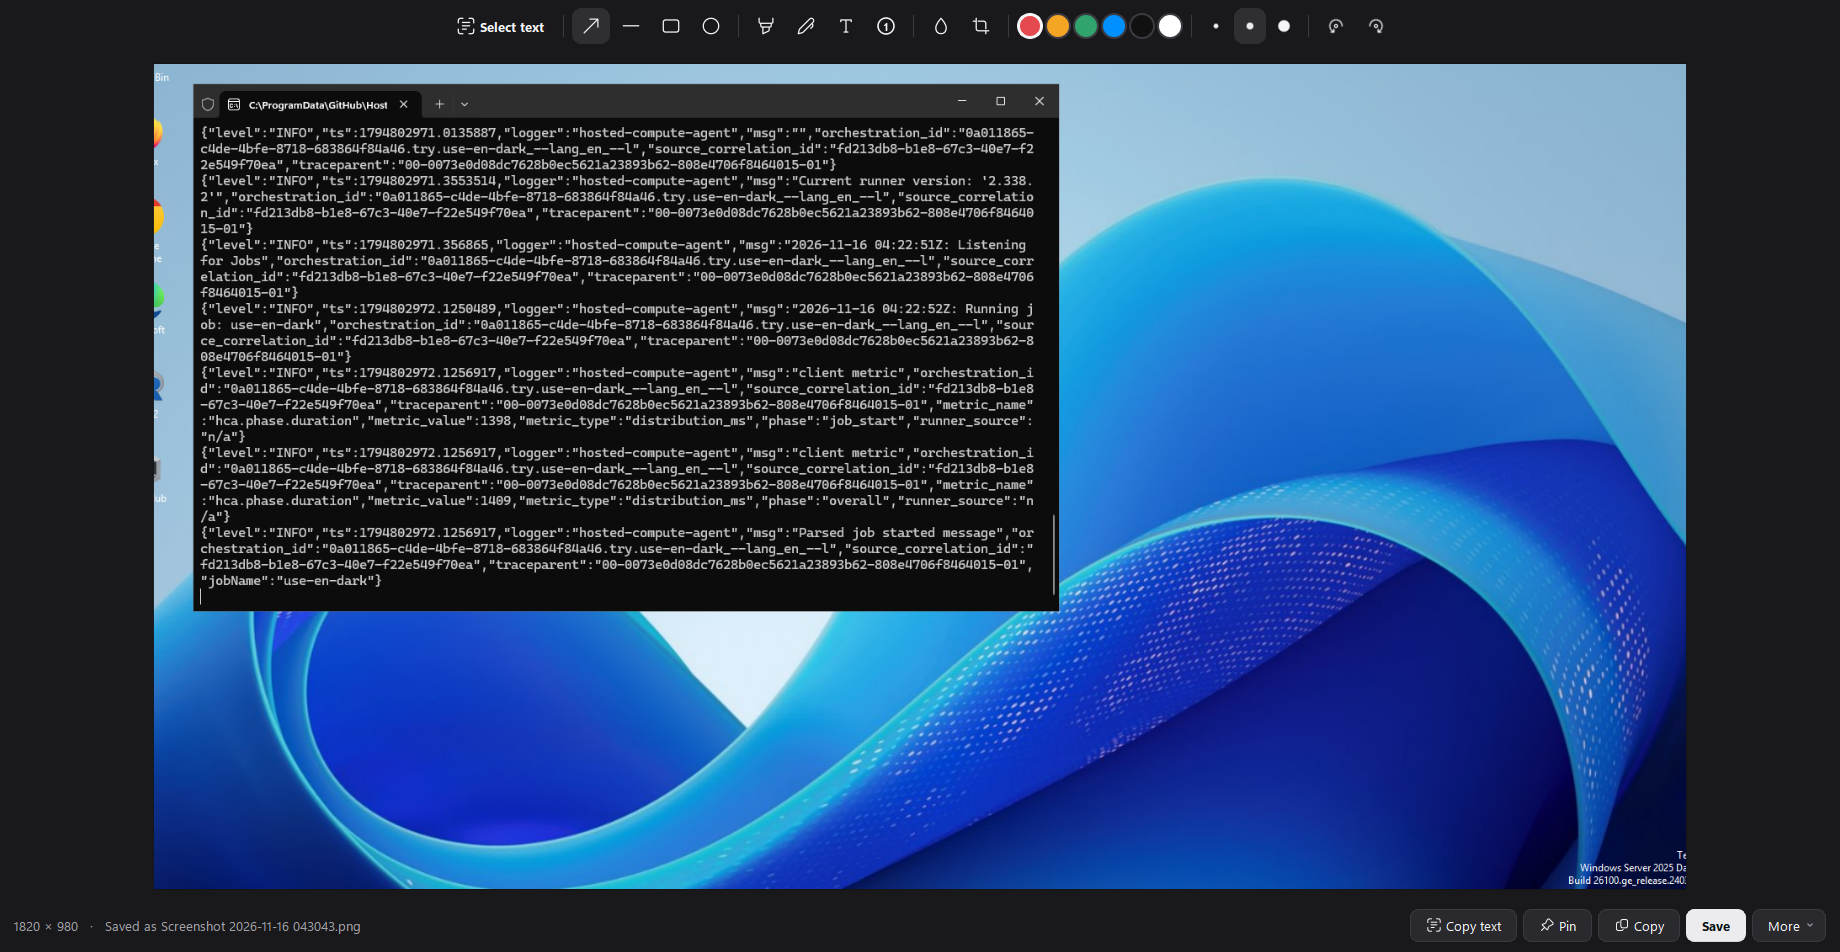 Select text
1
Bin
C:\ProgramData\GitHub\Host
{"level":"INFO","ts":1794802971.0135887,"logger":"hosted-compute-agent","msg":"","orchestration_id":"0a011865-
c4de-4bfe-8718-683864f84a46.try.use-en-dark_--lang_en_--l","source_correlation_id":"fd213db8-b1e8-67c3-40e7-f2
2e549f70ea","traceparent":"00-0073e0d08dc7628b0ec5621a23893b62-808e4706f8464015-01"}
{"level":"INFO","ts":1794802971.3553514,"logger":"hosted-compute-agent","msg":"Current runner version: '2.338.
2'","orchestration_id":"0a011865-c4de-4bfe-8718-683864f84a46.try.use-en-dark_--lang_en_--l","source_correlatio
n_id":"fd213db8-b1e8-67c3-40e7-f22e549f70ea","traceparent":"00-0073e0d08dc7628b0ec5621a23893b62-808e4706f84640
15-01"}
{"level":"INFO","ts":1794802971.356865,"logger":"hosted-compute-agent","msg":"2026-11-16 04:22:51Z: Listening
for Jobs","orchestration_id":"0a011865-c4de-4bfe-8718-683864f84a46.try.use-en-dark_--lang_en_--l","source_corr
elation_id":"fd213db8-b1e8-67c3-40e7-f22e549f70ea","traceparent":"00-0073e0d08dc7628b0ec5621a23893b62-808e4706
f8464015-01"}
{"level":"INFO","ts":1794802972.1250489,"logger":"hosted-compute-agent","msg":"2026-11-16 04:22:52Z: Running j
ob: use-en-dark","orchestration_id":"0a011865-c4de-4bfe-8718-683864f84a46.try.use-en-dark_--lang_en_--l","sour
ce_correlation_id":"fd213db8-b1e8-67c3-40e7-f22e549f70ea","traceparent":"00-0073e0d08dc7628b0ec5621a23893b62-8
08e4706f8464015-01"}
{"level":"INFO","ts":1794802972.1256917,"logger":"hosted-compute-agent","msg":"client metric","orchestration_i
d":"0a011865-c4de-4bfe-8718-683864f84a46.try.use-en-dark_--lang_en_--l","source_correlation_id":"fd213db8-b1e8
-67c3-40e7-f22e549f70ea","traceparent":"00-0073e0d08dc7628b0ec5621a23893b62-808e4706f8464015-01","metric_name"
:"hca.phase.duration","metric_value":1398,"metric_type":"distribution_ms","phase":"job_start","runner_source":
"n/a"}
{"level":"INFO","ts":1794802972.1256917,"logger":"hosted-compute-agent","msg":"client metric","orchestration_i
d":"0a011865-c4de-4bfe-8718-683864f84a46.try.use-en-dark_--lang_en_--l","source_correlation_id":"fd213db8-b1e8
-67c3-40e7-f22e549f70ea","traceparent":"00-0073e0d08dc7628b0ec5621a23893b62-808e4706f8464015-01","metric_name"
:"hca.phase.duration","metric_value":1409,"metric_type":"distribution_ms","phase":"overall","runner_source":"n
/a"}
{"level":"INFO","ts":1794802972.1256917,"logger":"hosted-compute-agent","msg":"Parsed job started message","or
chestration_id":"0a011865-c4de-4bfe-8718-683864f84a46.try.use-en-dark_--lang_en_--l","source_correlation_id":"
fd213db8-b1e8-67c3-40e7-f22e549f70ea","traceparent":"00-0073e0d08dc7628b0ec5621a23893b62-808e4706f8464015-01",
"jobName":"use-en-dark"}
x
e
ne
oft
2
ub
Te
Windows Server 2025 Da
Build 26100.ge_release.240
1820 × 980 · Saved as Screenshot 2026-11-16 043043.png
Copy text
Pin
Copy
Save
More